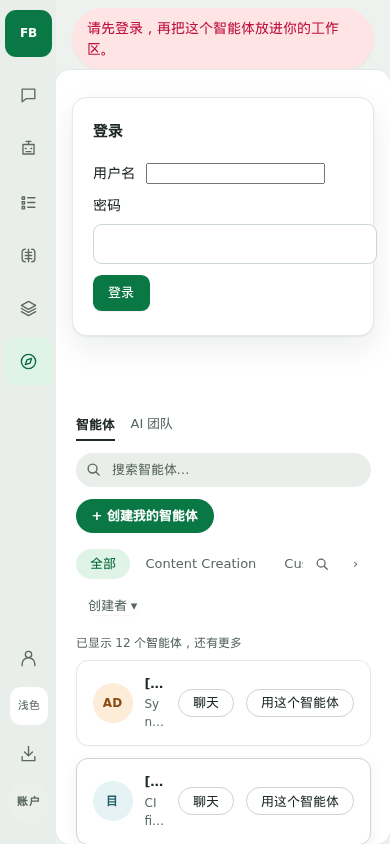 FB
请先登录，再把这个智能体放进你的工作
区。
登录
用户名
密码
登录
智能体 AI 团队
搜索智能体...
+ 创建我的智能体
全部 Content Creation Cu
创建者 ▾
已显示 12 个智能体，还有更多
AD
[...
Sy
n...
聊天 用这个智能体
目
[...
CI
fi...
聊天 用这个智能体
浅色
账户